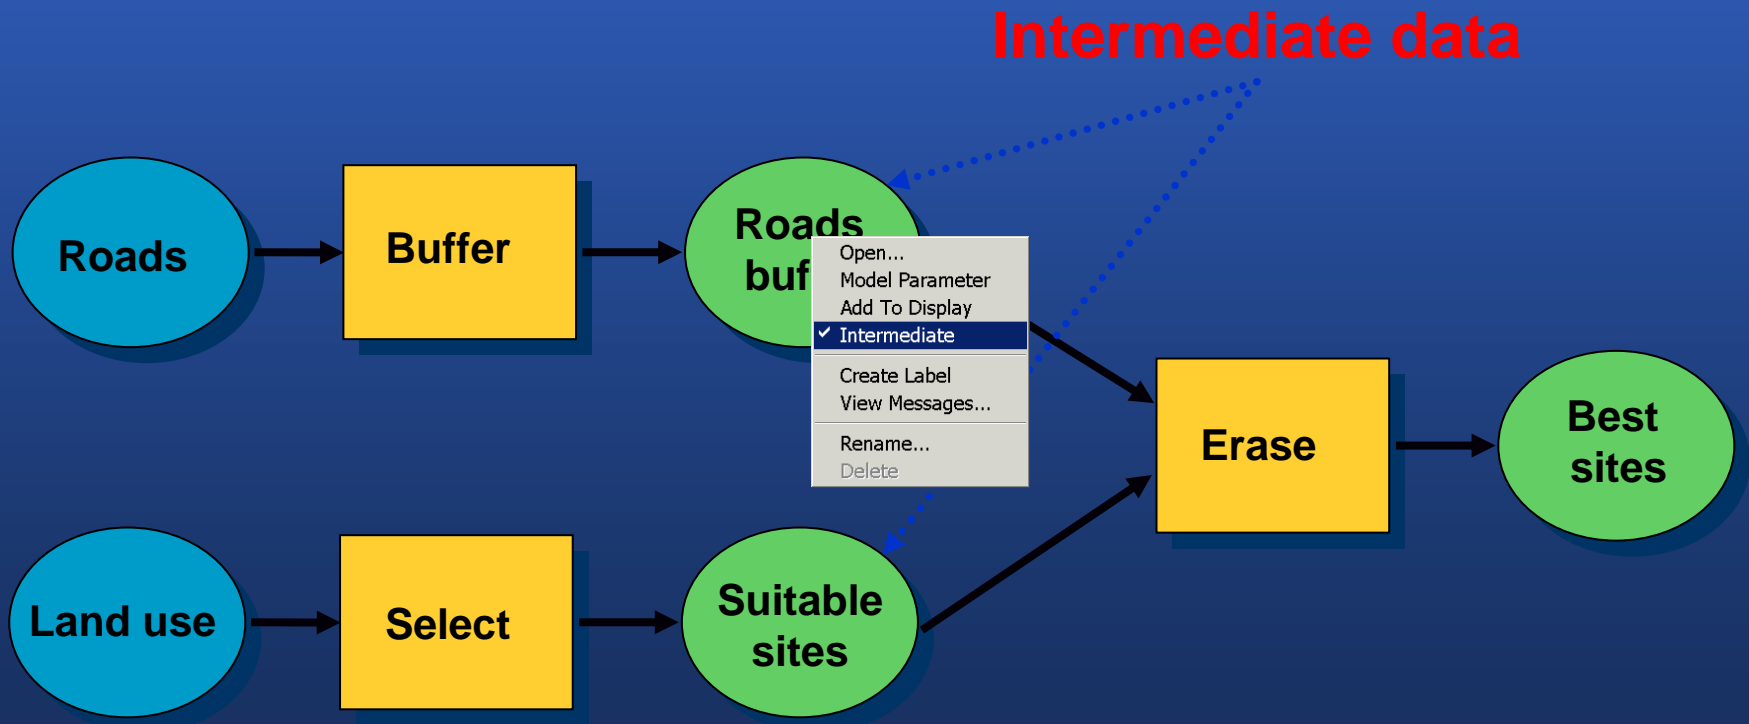 Intermediate data
Roads
Buffer
Roads
buf
Open...
Model Parameter
Add To Display
Intermediate
Create Label
View Messages...
Rename...
Delete
Erase
Best
sites
Land use
Select
Suitable
sites